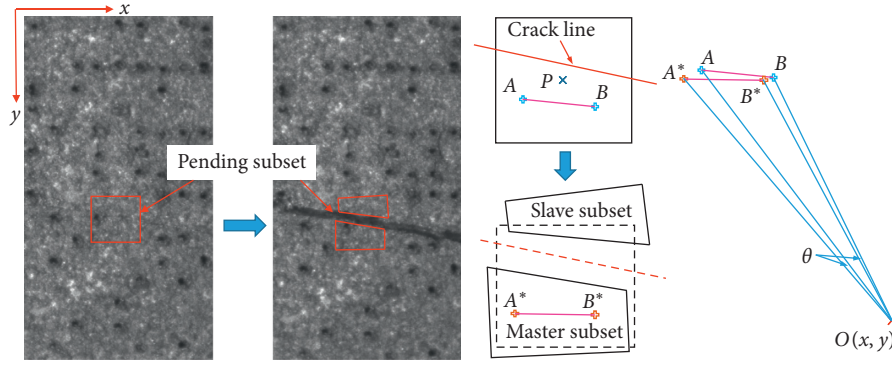 x
y
Pending subset
Crack line
A
P
B
Slave subset
A* B*
Master subset
A* A
B
B*
θ
O(x, y)